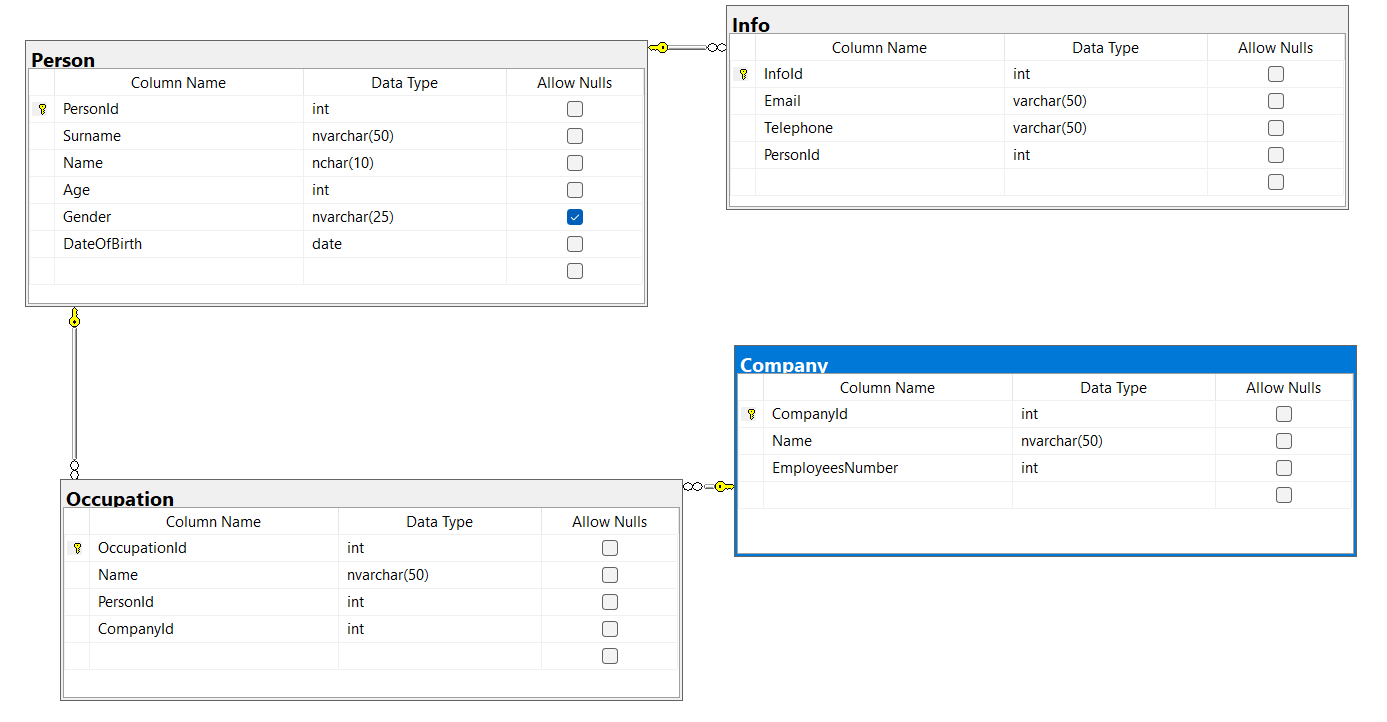 Person
Column Name Data Type Allow Nulls
PersonId int
Surname nvarchar(50)
Name nchar(10)
Age int
Gender nvarchar(25)
DateOfBirth date
Info
Column Name Data Type Allow Nulls
InfoId int
Email varchar(50)
Telephone varchar(50)
PersonId int
Company
Column Name Data Type Allow Nulls
CompanyId int
Name nvarchar(50)
EmployeesNumber int
Occupation
Column Name Data Type Allow Nulls
OccupationId int
Name nvarchar(50)
PersonId int
CompanyId int